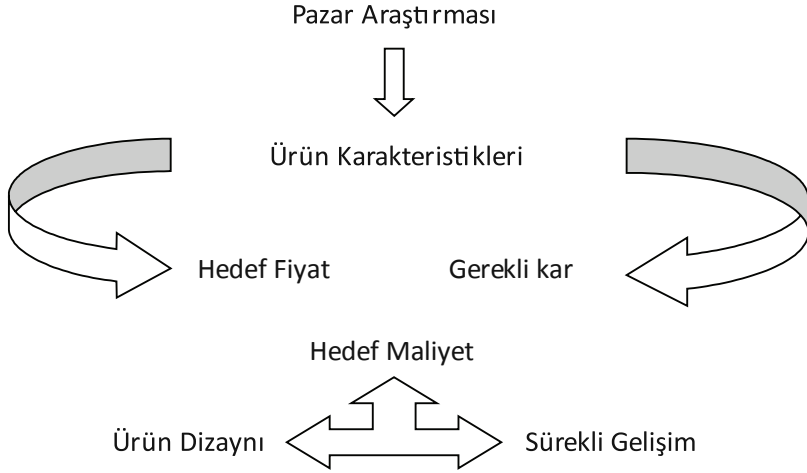 Pazar Araştırması
Ürün Karakteristikleri
Hedef Fiyat
Gerekli kar
Hedef Maliyet
Ürün Dizaynı
Sürekli Gelişim